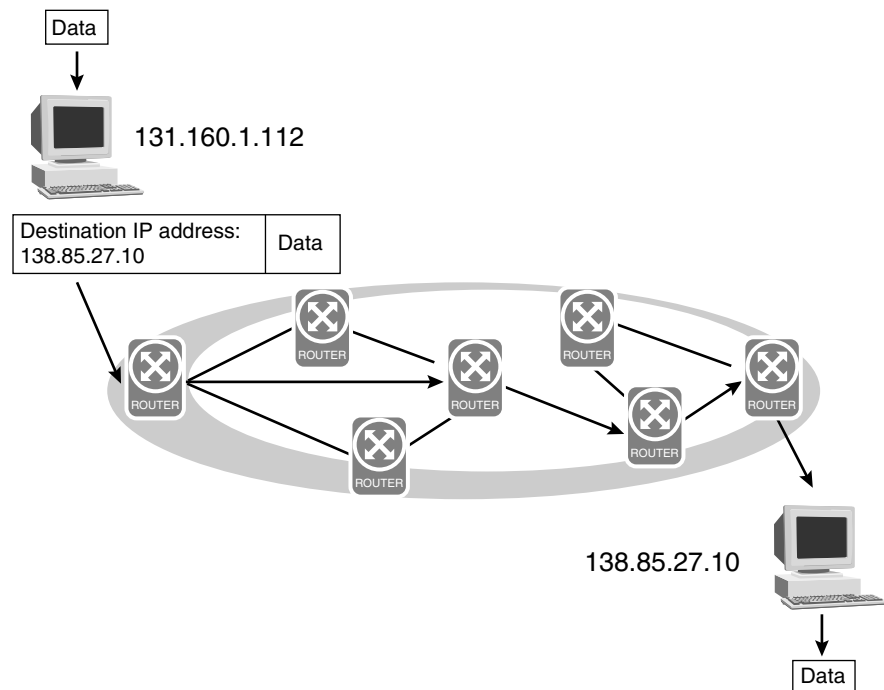 Data
131.160.1.112
Destination IP address:
138.85.27.10
Data
ROUTER
ROUTER
ROUTER
ROUTER
ROUTER
ROUTER
ROUTER
138.85.27.10
Data